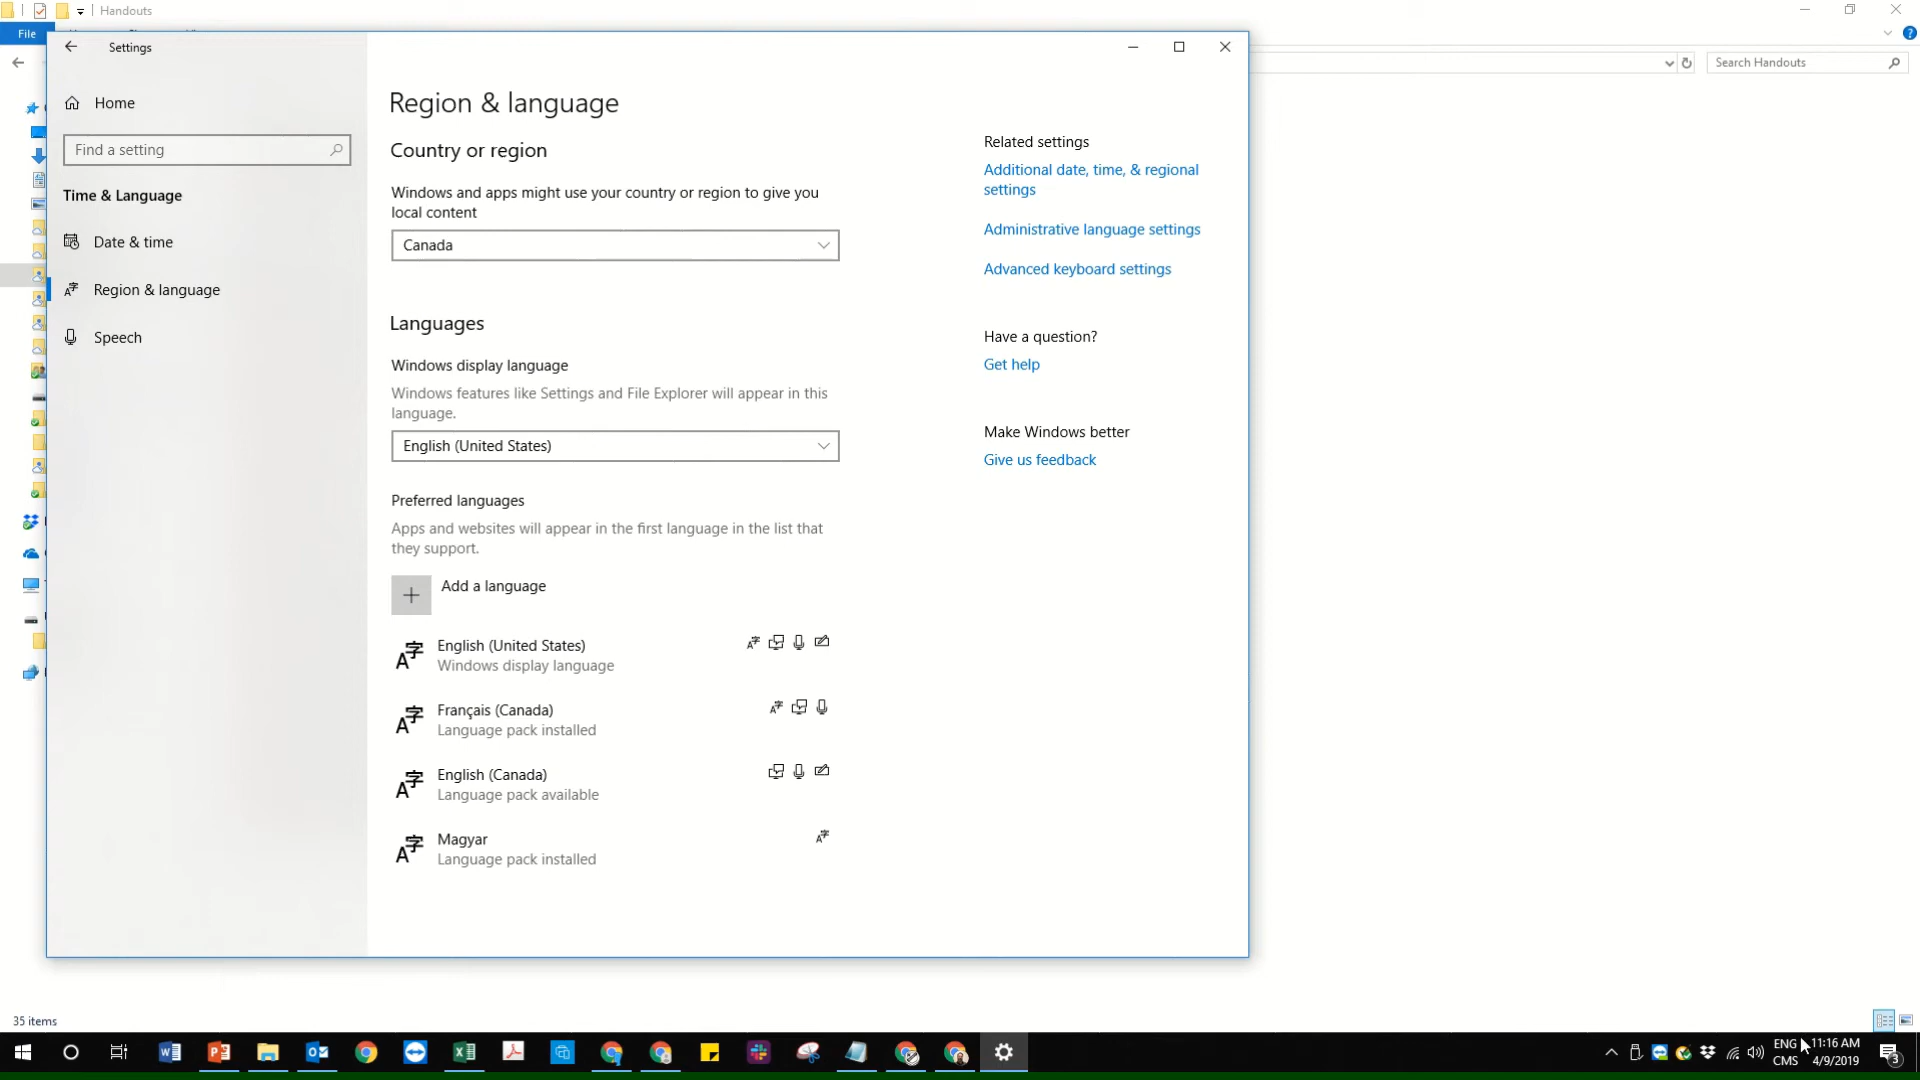 Handouts
File
Settings
Search Handouts
Home
Find a setting
Time & Language
Date & time
Region & language
Speech
Region & language
Country or region
Windows and apps might use your country or region to give you
local content
Canada
Languages
Windows display language
Windows features like Settings and File Explorer will appear in this
language.
English (United States)
Preferred languages
Apps and websites will appear in the first language in the list that
they support.
Add a language
English (United States)
Windows display language
Français (Canada)
Language pack installed
English (Canada)
Language pack available
Magyar
Language pack installed
Related settings
Additional date, time, & regional
settings
Administrative language settings
Advanced keyboard settings
Have a question?
Get help
Make Windows better
Give us feedback
35 items
ENG 11:16 AM
CMS 4/9/2019
3